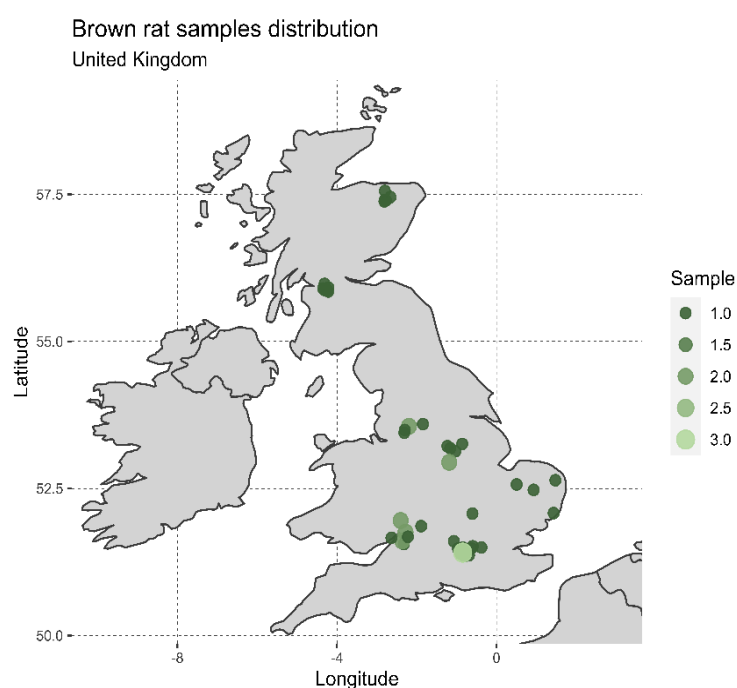 Brown rat samples distribution
United Kingdom
57.5
55.0
52.5
50.0
-8
-4
0
Latitude
Longitude
Sample
1.0
1.5
2.0
2.5
3.0